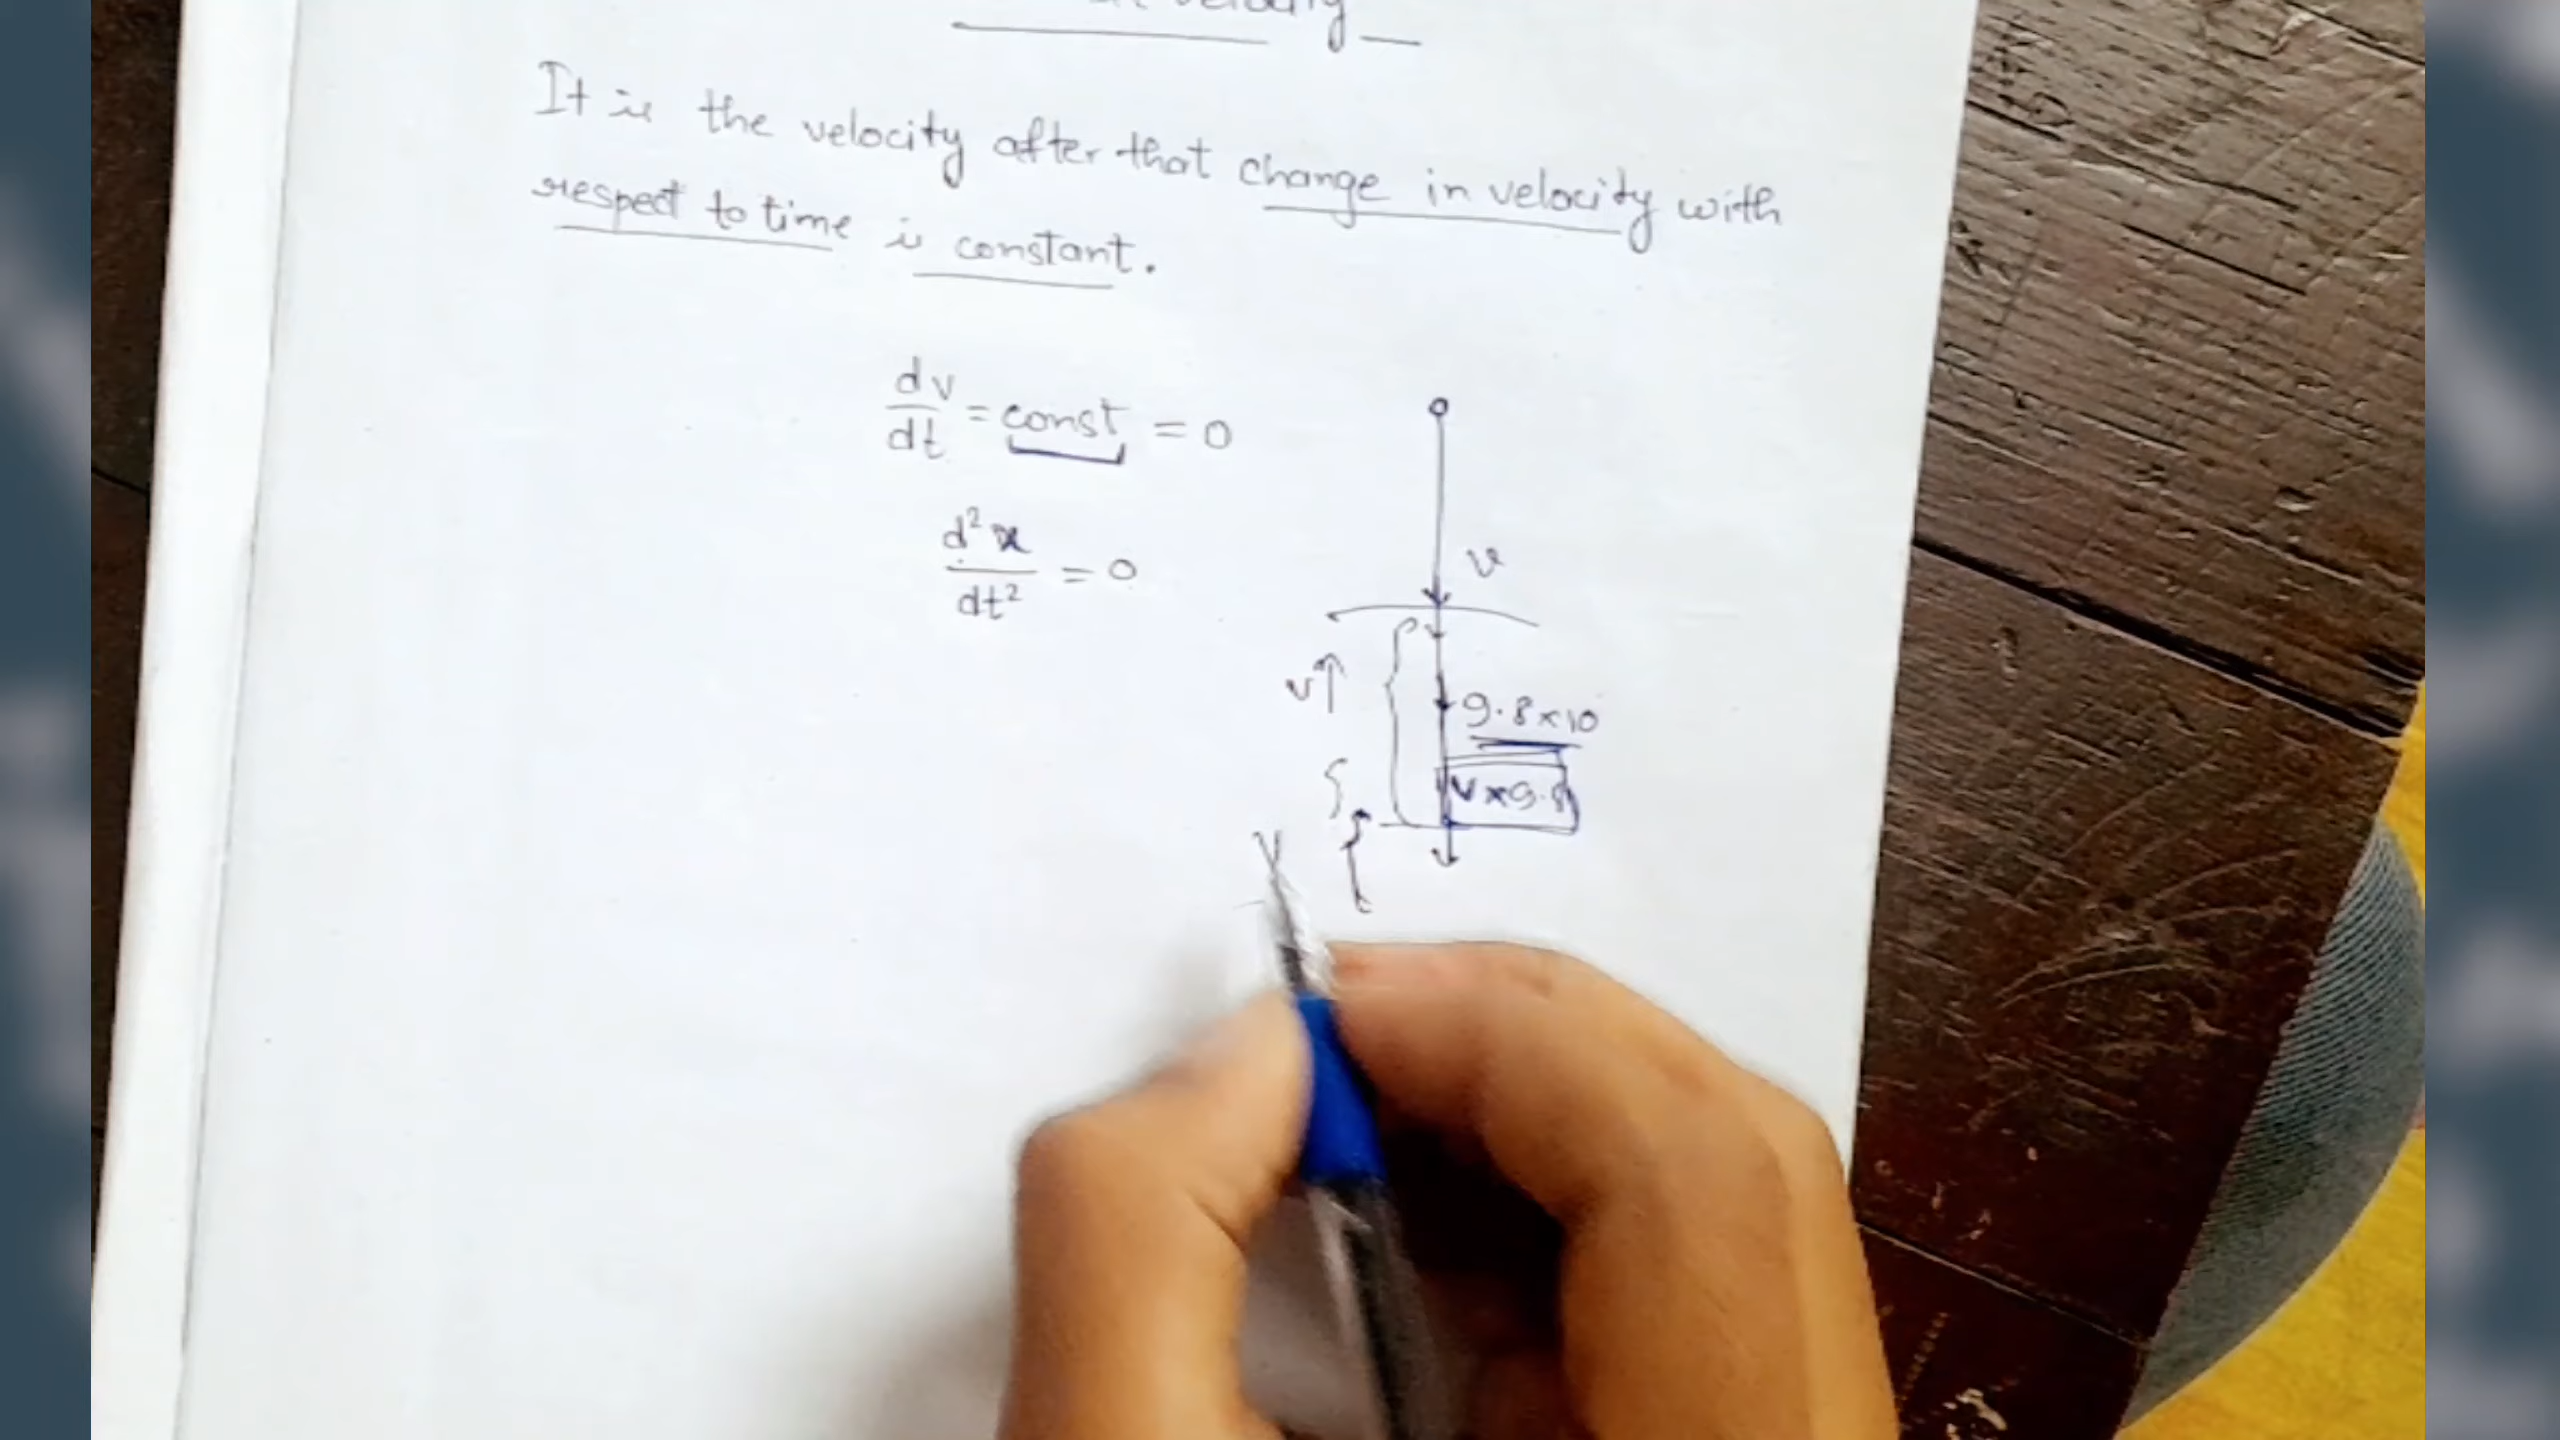 velocity
It is the velocity after that change in velocity with
respect to time is constant.
dv/dt = const = 0
d²x/dt² = 0
v
v↑
9.8×10
v×9.8
v